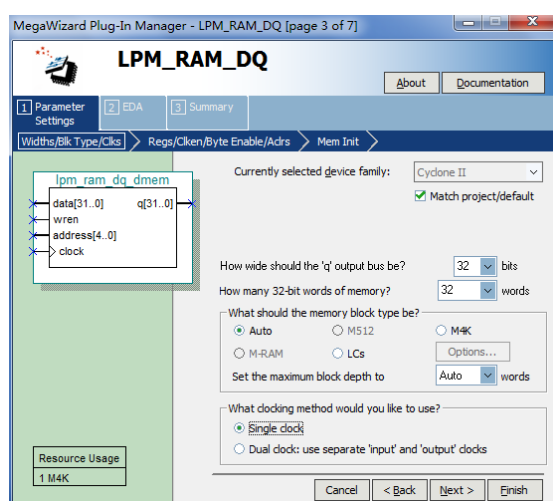 MegaWizard Plug-In Manager - LPM_RAM_DQ [page 3 of 7]
LPM_RAM_DQ
About Documentation
1 Parameter Settings 2 EDA 3 Summary
Widths/Blk Type/Clks Regs/Clken/Byte Enable/Aclrs Mem Init
lpm_ram_dq_dmem
data[31..0] q[31..0]
wren
address[4..0]
clock
Resource Usage
1 M4K
Currently selected device family: Cyclone II
Match project/default
How wide should the 'q' output bus be? 32 bits
How many 32-bit words of memory? 32 words
What should the memory block type be?
Auto M512 M4K
M-RAM LCs Options...
Set the maximum block depth to Auto words
What clocking method would you like to use?
Single clock
Dual clock: use separate 'input' and 'output' clocks
Cancel < Back Next > Finish